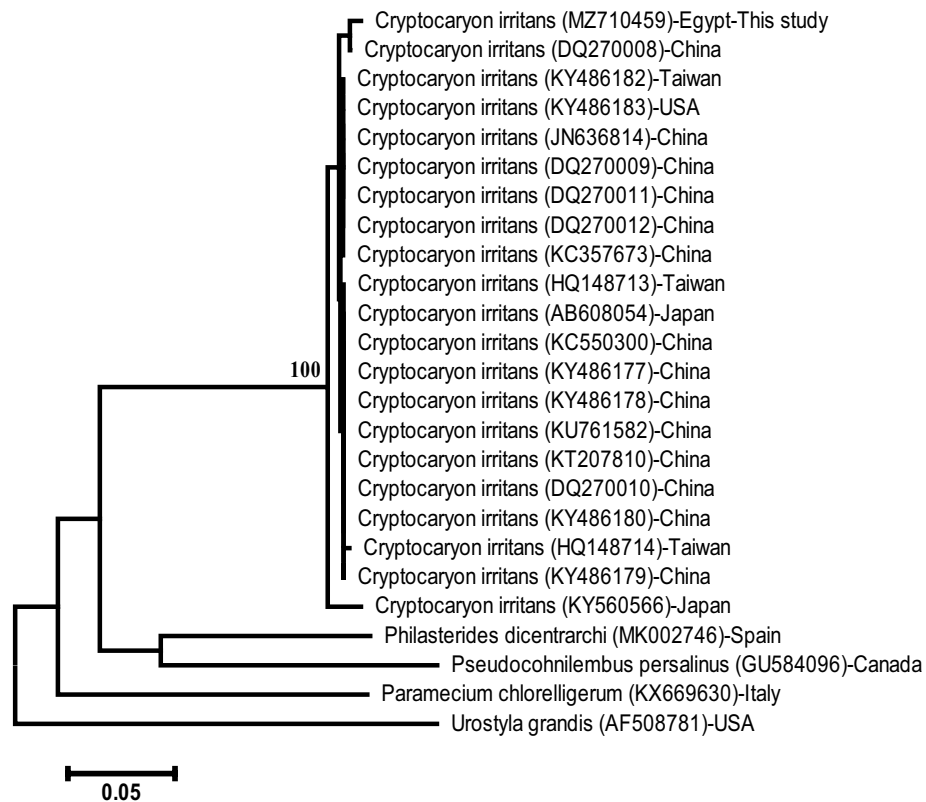 Cryptocaryon irritans (MZ710459)-Egypt-This study
Cryptocaryon irritans (DQ270008)-China
Cryptocaryon irritans (KY486182)-Taiwan
Cryptocaryon irritans (KY486183)-USA
Cryptocaryon irritans (JN636814)-China
Cryptocaryon irritans (DQ270009)-China
Cryptocaryon irritans (DQ270011)-China
Cryptocaryon irritans (DQ270012)-China
Cryptocaryon irritans (KC357673)-China
Cryptocaryon irritans (HQ148713)-Taiwan
Cryptocaryon irritans (AB608054)-Japan
Cryptocaryon irritans (KC550300)-China
Cryptocaryon irritans (KY486177)-China
100
Cryptocaryon irritans (KY486178)-China
Cryptocaryon irritans (KU761582)-China
Cryptocaryon irritans (KT207810)-China
Cryptocaryon irritans (DQ270010)-China
Cryptocaryon irritans (KY486180)-China
Cryptocaryon irritans (HQ148714)-Taiwan
Cryptocaryon irritans (KY486179)-China
Cryptocaryon irritans (KY560566)-Japan
Philasterides dicentrarchi (MK002746)-Spain
Pseudocohnilembus persalinus (GU584096)-Canada
Paramecium chlorelligerum (KX669630)-Italy
Urostyla grandis (AF508781)-USA
0.05